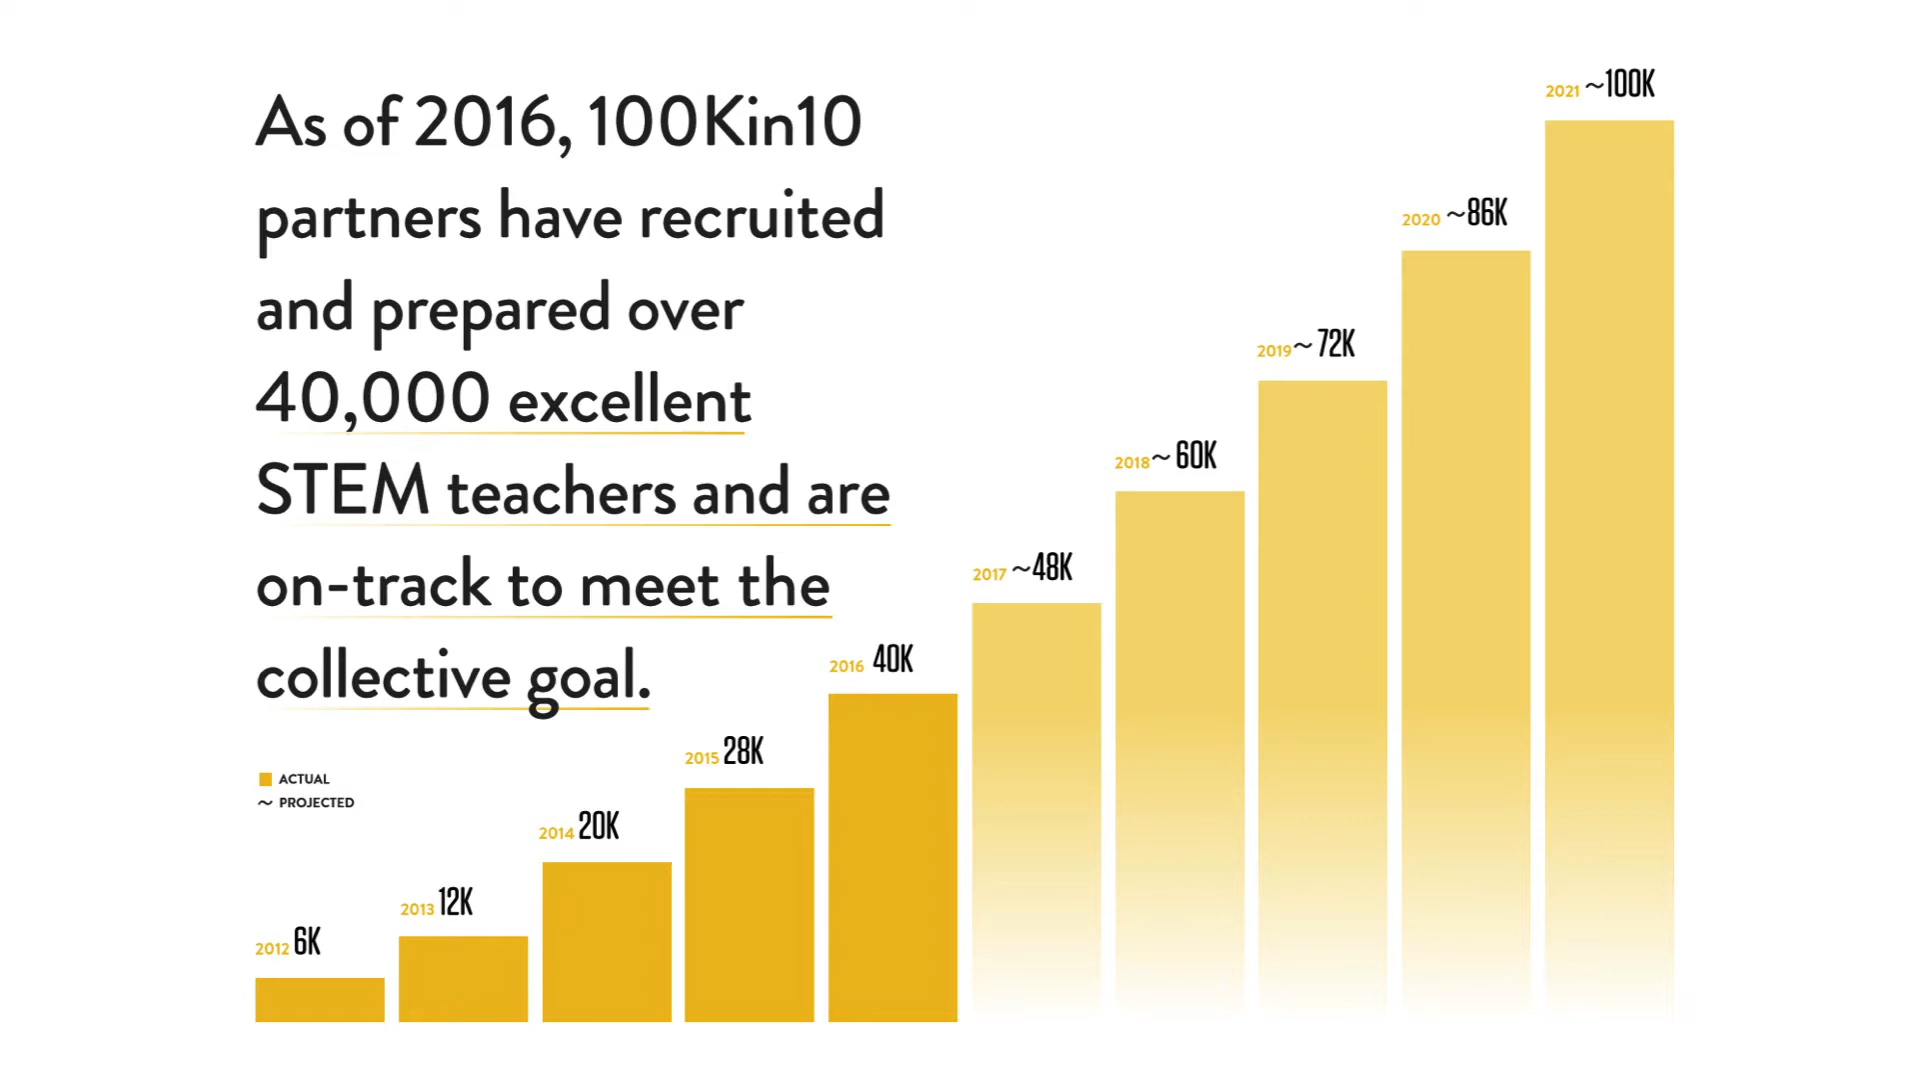 As of 2016, 100Kin10
partners have recruited
and prepared over
40,000 excellent
STEM teachers and are
on-track to meet the
collective goal.
ACTUAL
~ PROJECTED
2012 6K
2013 12K
2014 20K
2015 28K
2016 40K
2017 ~48K
2018 ~ 60K
2019 ~ 72K
2020 ~86K
2021 ~100K